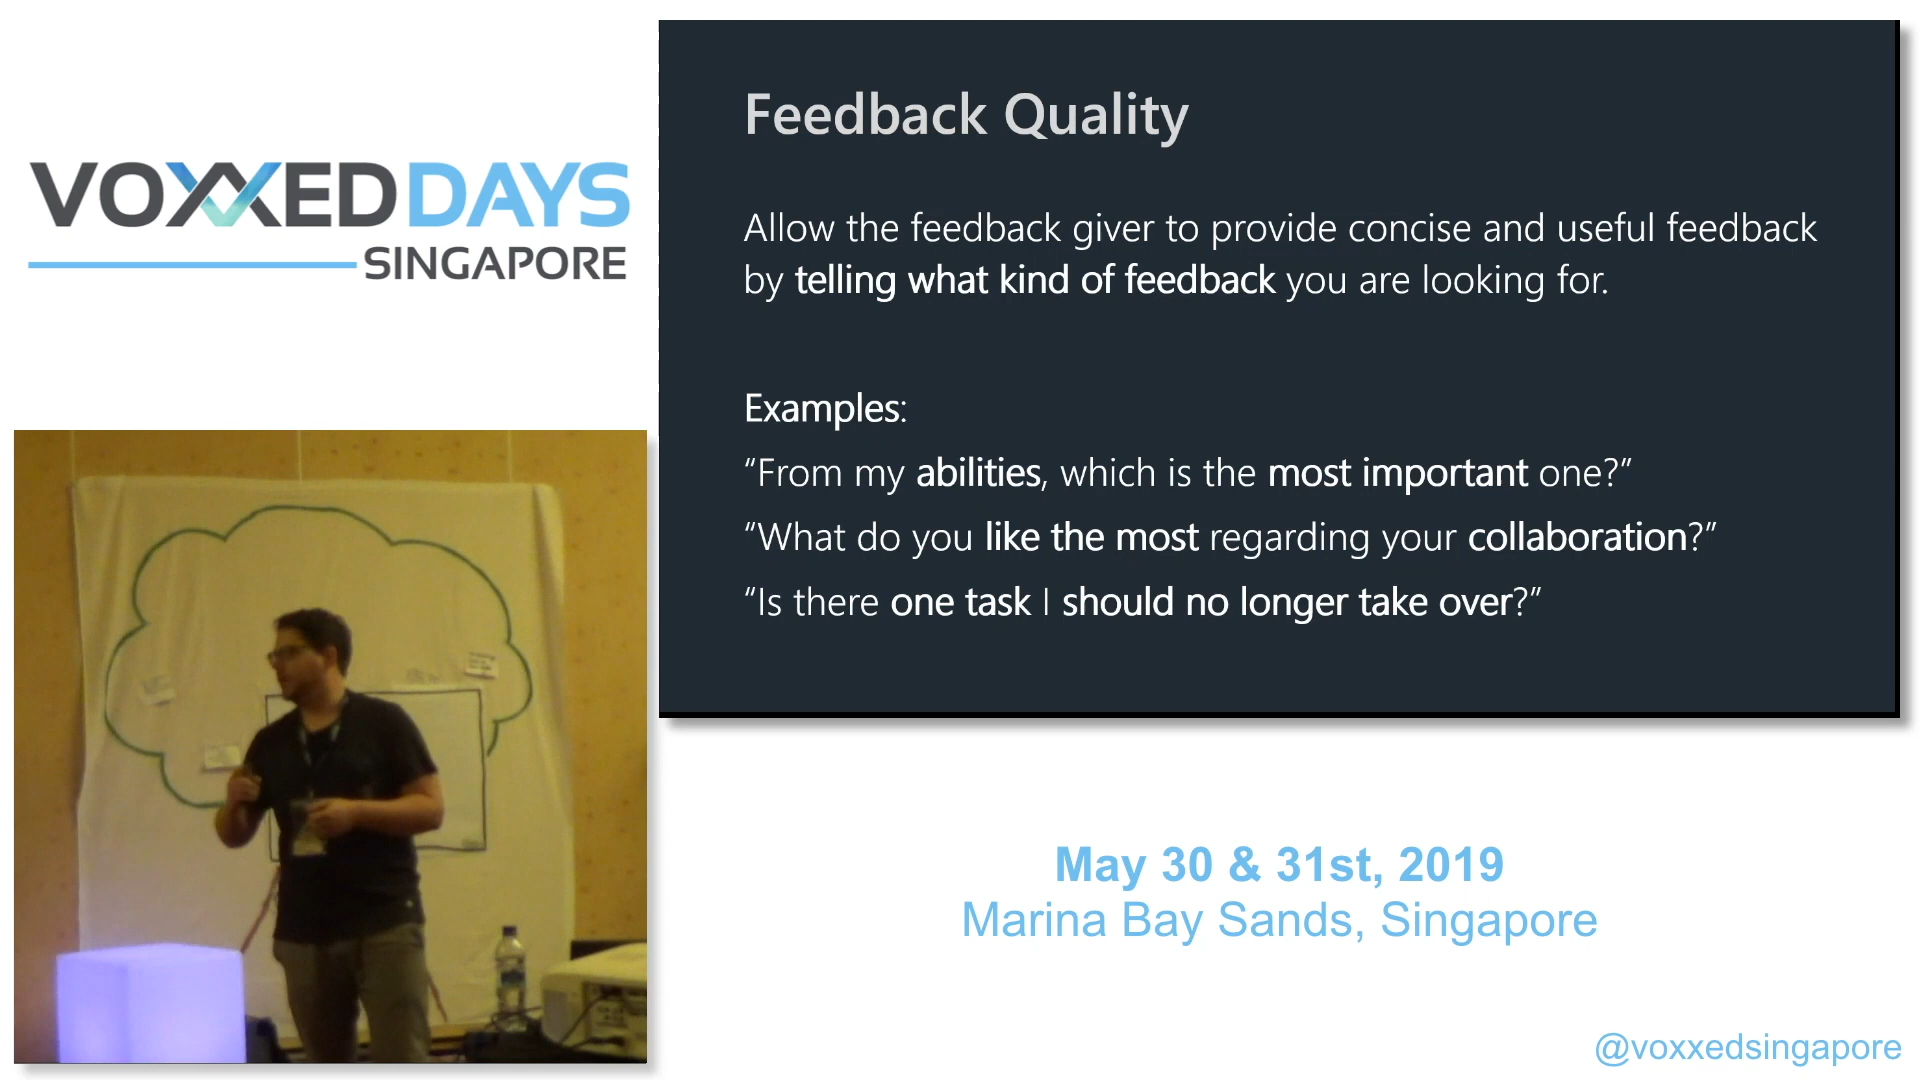 VOXXEDDAYS
SINGAPORE
Feedback Quality
Allow the feedback giver to provide concise and useful feedback
by telling what kind of feedback you are looking for.
Examples:
“From my abilities, which is the most important one?”
“What do you like the most regarding your collaboration?”
“Is there one task I should no longer take over?”
May 30 & 31st, 2019
Marina Bay Sands, Singapore
@voxxedsingapore